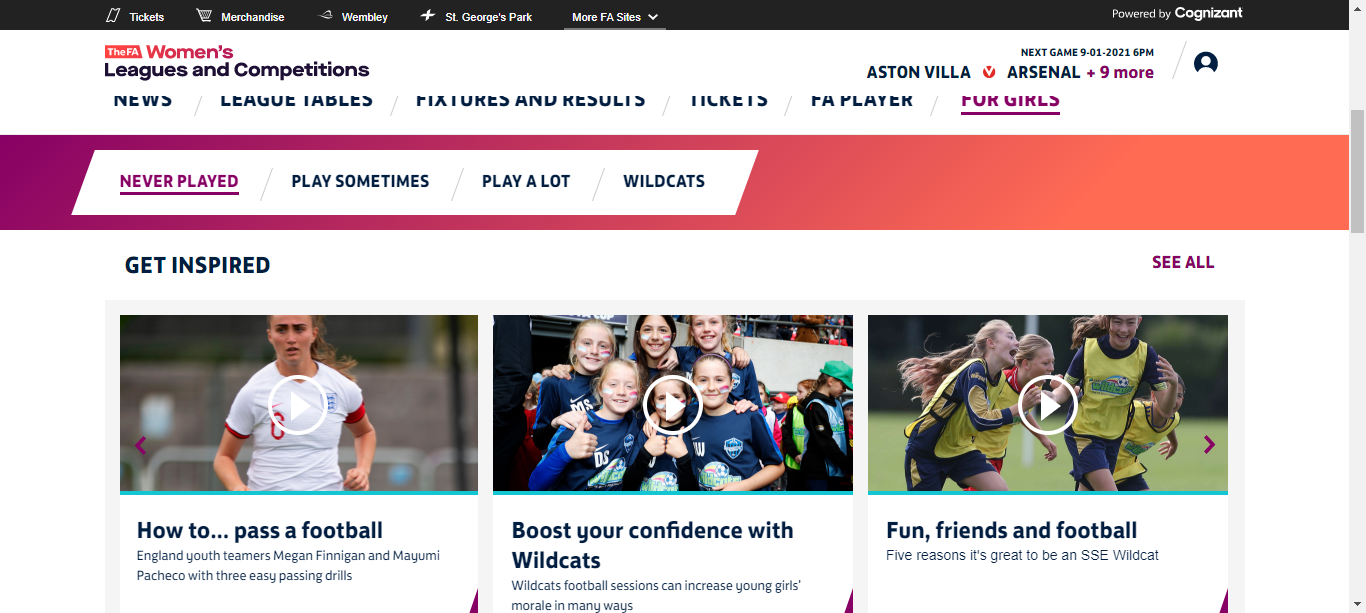 Tickets Merchandise Wembley St. George's Park More FA Sites Powered by Cognizant
TheFA Women's
Leagues and Competitions
NEXT GAME 9-01-2021 6PM
ASTON VILLA V ARSENAL + 9 more
NEWS LEAGUE TABLES FIXTURES AND RESULTS TICKETS FA PLAYER FOR GIRLS
NEVER PLAYED PLAY SOMETIMES PLAY A LOT WILDCATS
GET INSPIRED SEE ALL
8
MS
DS
JW
How to... pass a football
England youth teamers Megan Finnigan and Mayumi
Pacheco with three easy passing drills
Boost your confidence with
Wildcats
Wildcats football sessions can increase young girls'
morale in many ways
Fun, friends and football
Five reasons it's great to be an SSE Wildcat